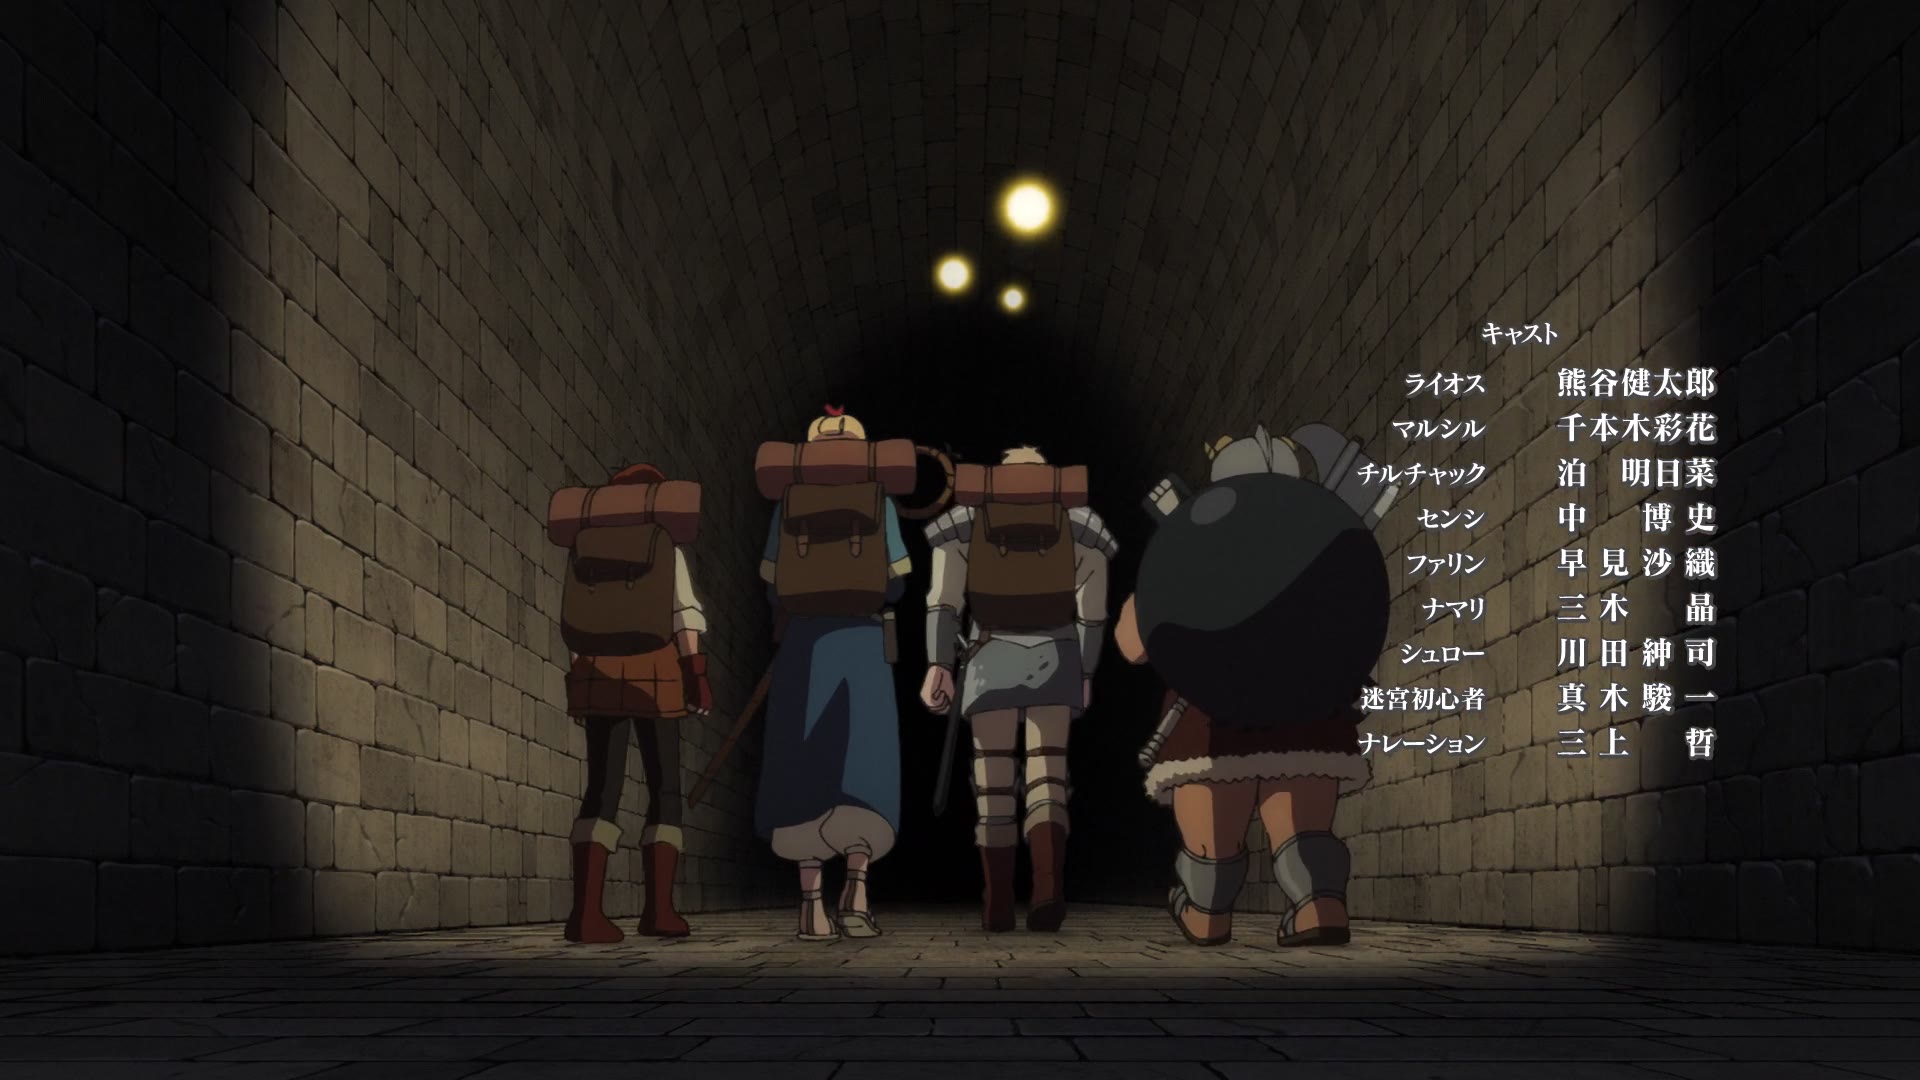 キャスト
ライオス 熊谷健太郎
マルシル 千本木彩花
チルチャック 泊 明日菜
センシ 中 博史
ファリン 早見沙織
ナマリ 三木 晶
シュロー 川田紳司
迷宮初心者 真木駿一
ナレーション 三上 哲